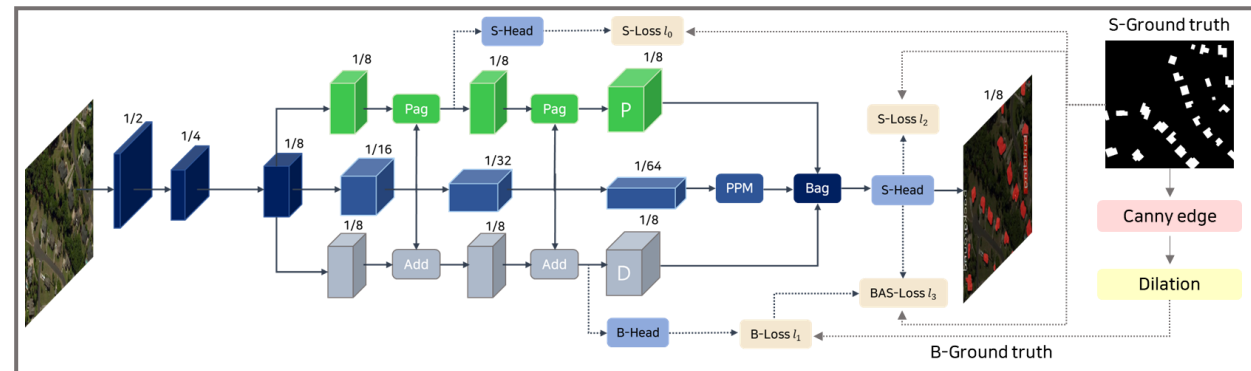 S-Head
S-Loss l₀
S-Ground truth
1/8
1/8
1/8
1/8
1/2
1/4
Pag
Pag
P
S-Loss l₂
1/8
1/16
1/32
1/64
PPM
Bag
S-Head
building
Canny edge
1/8
1/8
1/8
Add
Add
D
BAS-Loss l₃
Dilation
B-Head
B-Loss l₁
B-Ground truth